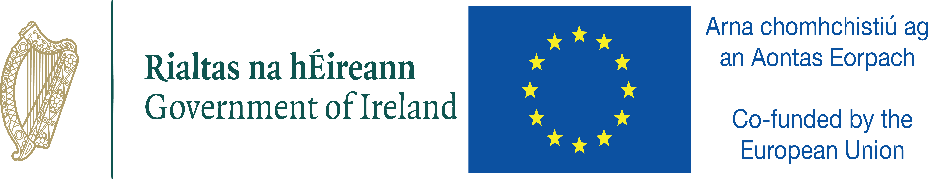 Rialtas na hÉireann
Government of Ireland
Arna chomhchistiú ag
an Aontas Eorpach
Co-funded by the
European Union